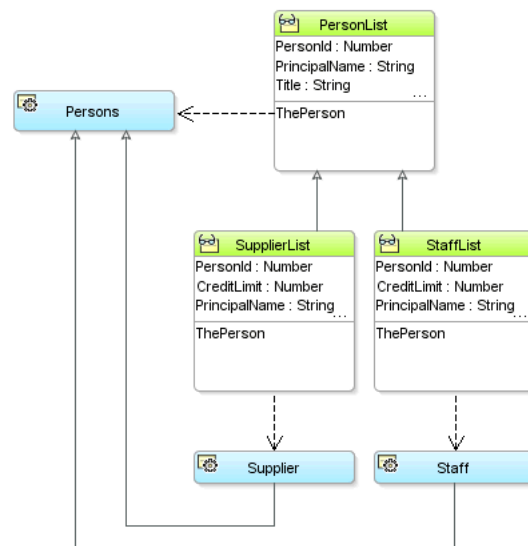 PersonList
PersonId : Number
PrincipalName : String
Title : String
...
ThePerson
Persons
SupplierList
PersonId : Number
CreditLimit : Number
PrincipalName : String
...
ThePerson
StaffList
PersonId : Number
CreditLimit : Number
PrincipalName : String
...
ThePerson
Supplier
Staff